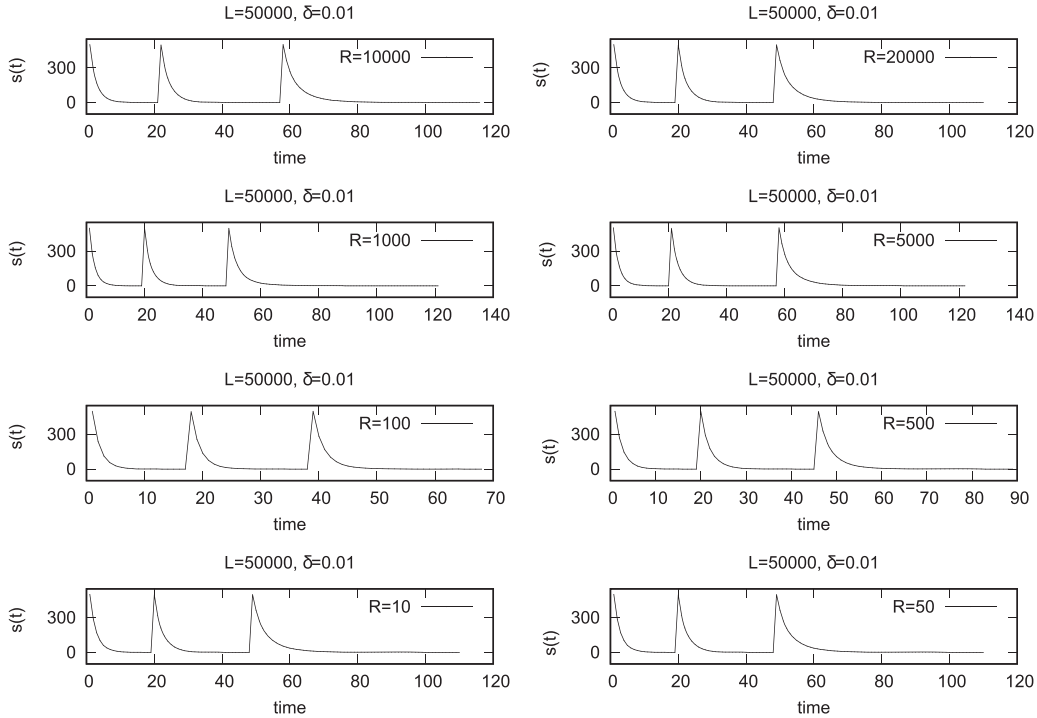 L=50000, δ=0.01
s(t)
300
0
R=10000
0 20 40 60 80 100 120
time
L=50000, δ=0.01
s(t)
300
0
R=20000
0 20 40 60 80 100 120
time
L=50000, δ=0.01
s(t)
300
0
R=1000
0 20 40 60 80 100 120 140
time
L=50000, δ=0.01
s(t)
300
0
R=5000
0 20 40 60 80 100 120 140
time
L=50000, δ=0.01
s(t)
300
0
R=100
0 10 20 30 40 50 60 70
time
L=50000, δ=0.01
s(t)
300
0
R=500
0 10 20 30 40 50 60 70 80 90
time
L=50000, δ=0.01
s(t)
300
0
R=10
0 20 40 60 80 100 120
time
L=50000, δ=0.01
s(t)
300
0
R=50
0 20 40 60 80 100 120
time